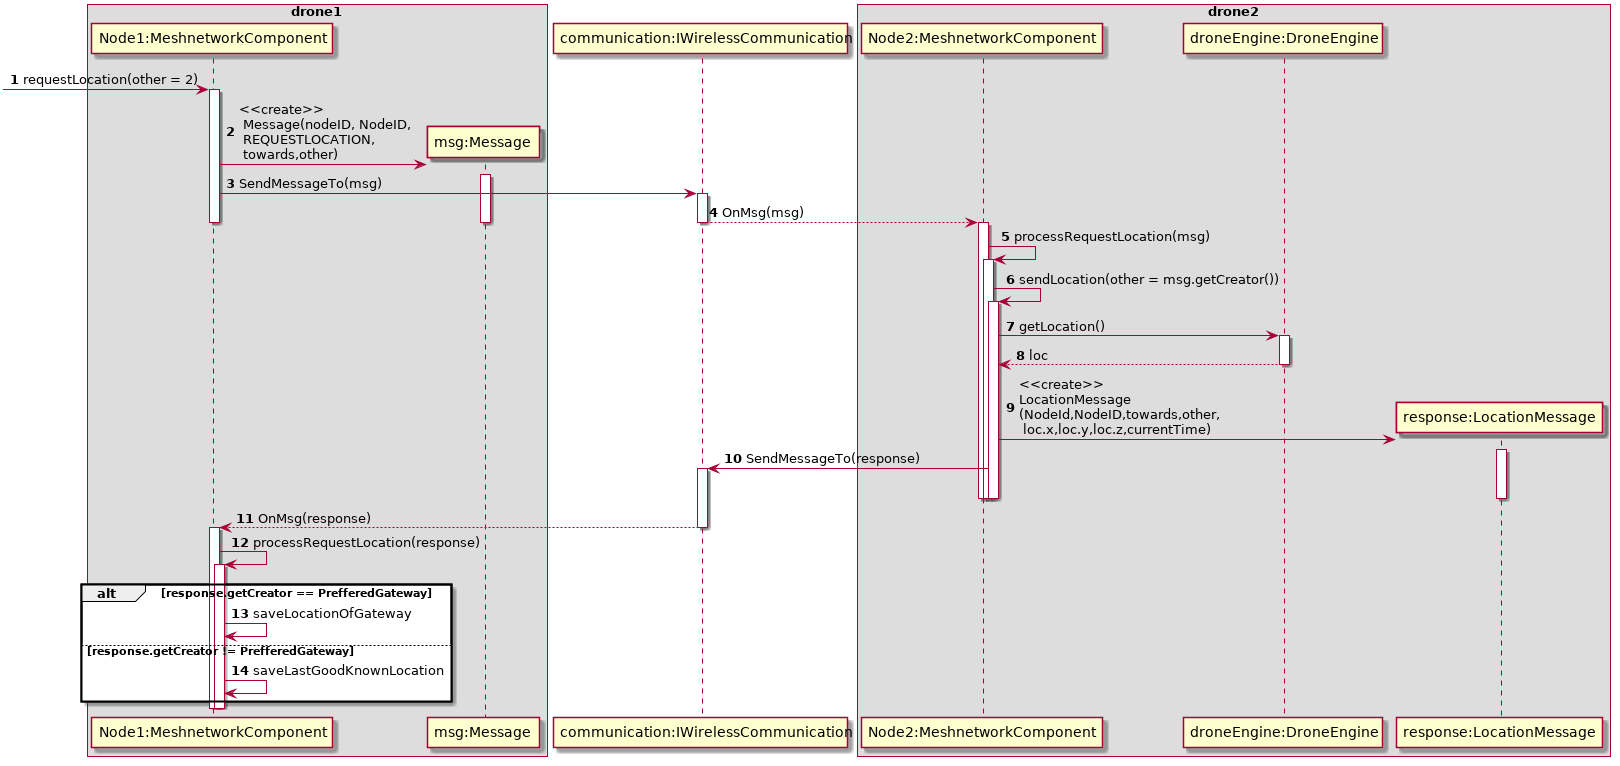 drone1
drone2
Node1:MeshnetworkComponent
communication:IWirelessCommunication
Node2:MeshnetworkComponent
droneEngine:DroneEngine
1 requestLocation(other = 2)
<<create>>
2 Message(nodeID, NodeID,
REQUESTLOCATION,
towards,other)
msg:Message
3 SendMessageTo(msg)
4 OnMsg(msg)
5 processRequestLocation(msg)
6 sendLocation(other = msg.getCreator())
7 getLocation()
8 loc
<<create>>
LocationMessage
9 (NodeId,NodeID,towards,other,
loc.x,loc.y,loc.z,currentTime)
response:LocationMessage
10 SendMessageTo(response)
11 OnMsg(response)
12 processRequestLocation(response)
alt [response.getCreator == PrefferedGateway]
13 saveLocationOfGateway
[response.getCreator != PrefferedGateway]
14 saveLastGoodKnownLocation
Node1:MeshnetworkComponent
msg:Message
communication:IWirelessCommunication
Node2:MeshnetworkComponent
droneEngine:DroneEngine
response:LocationMessage